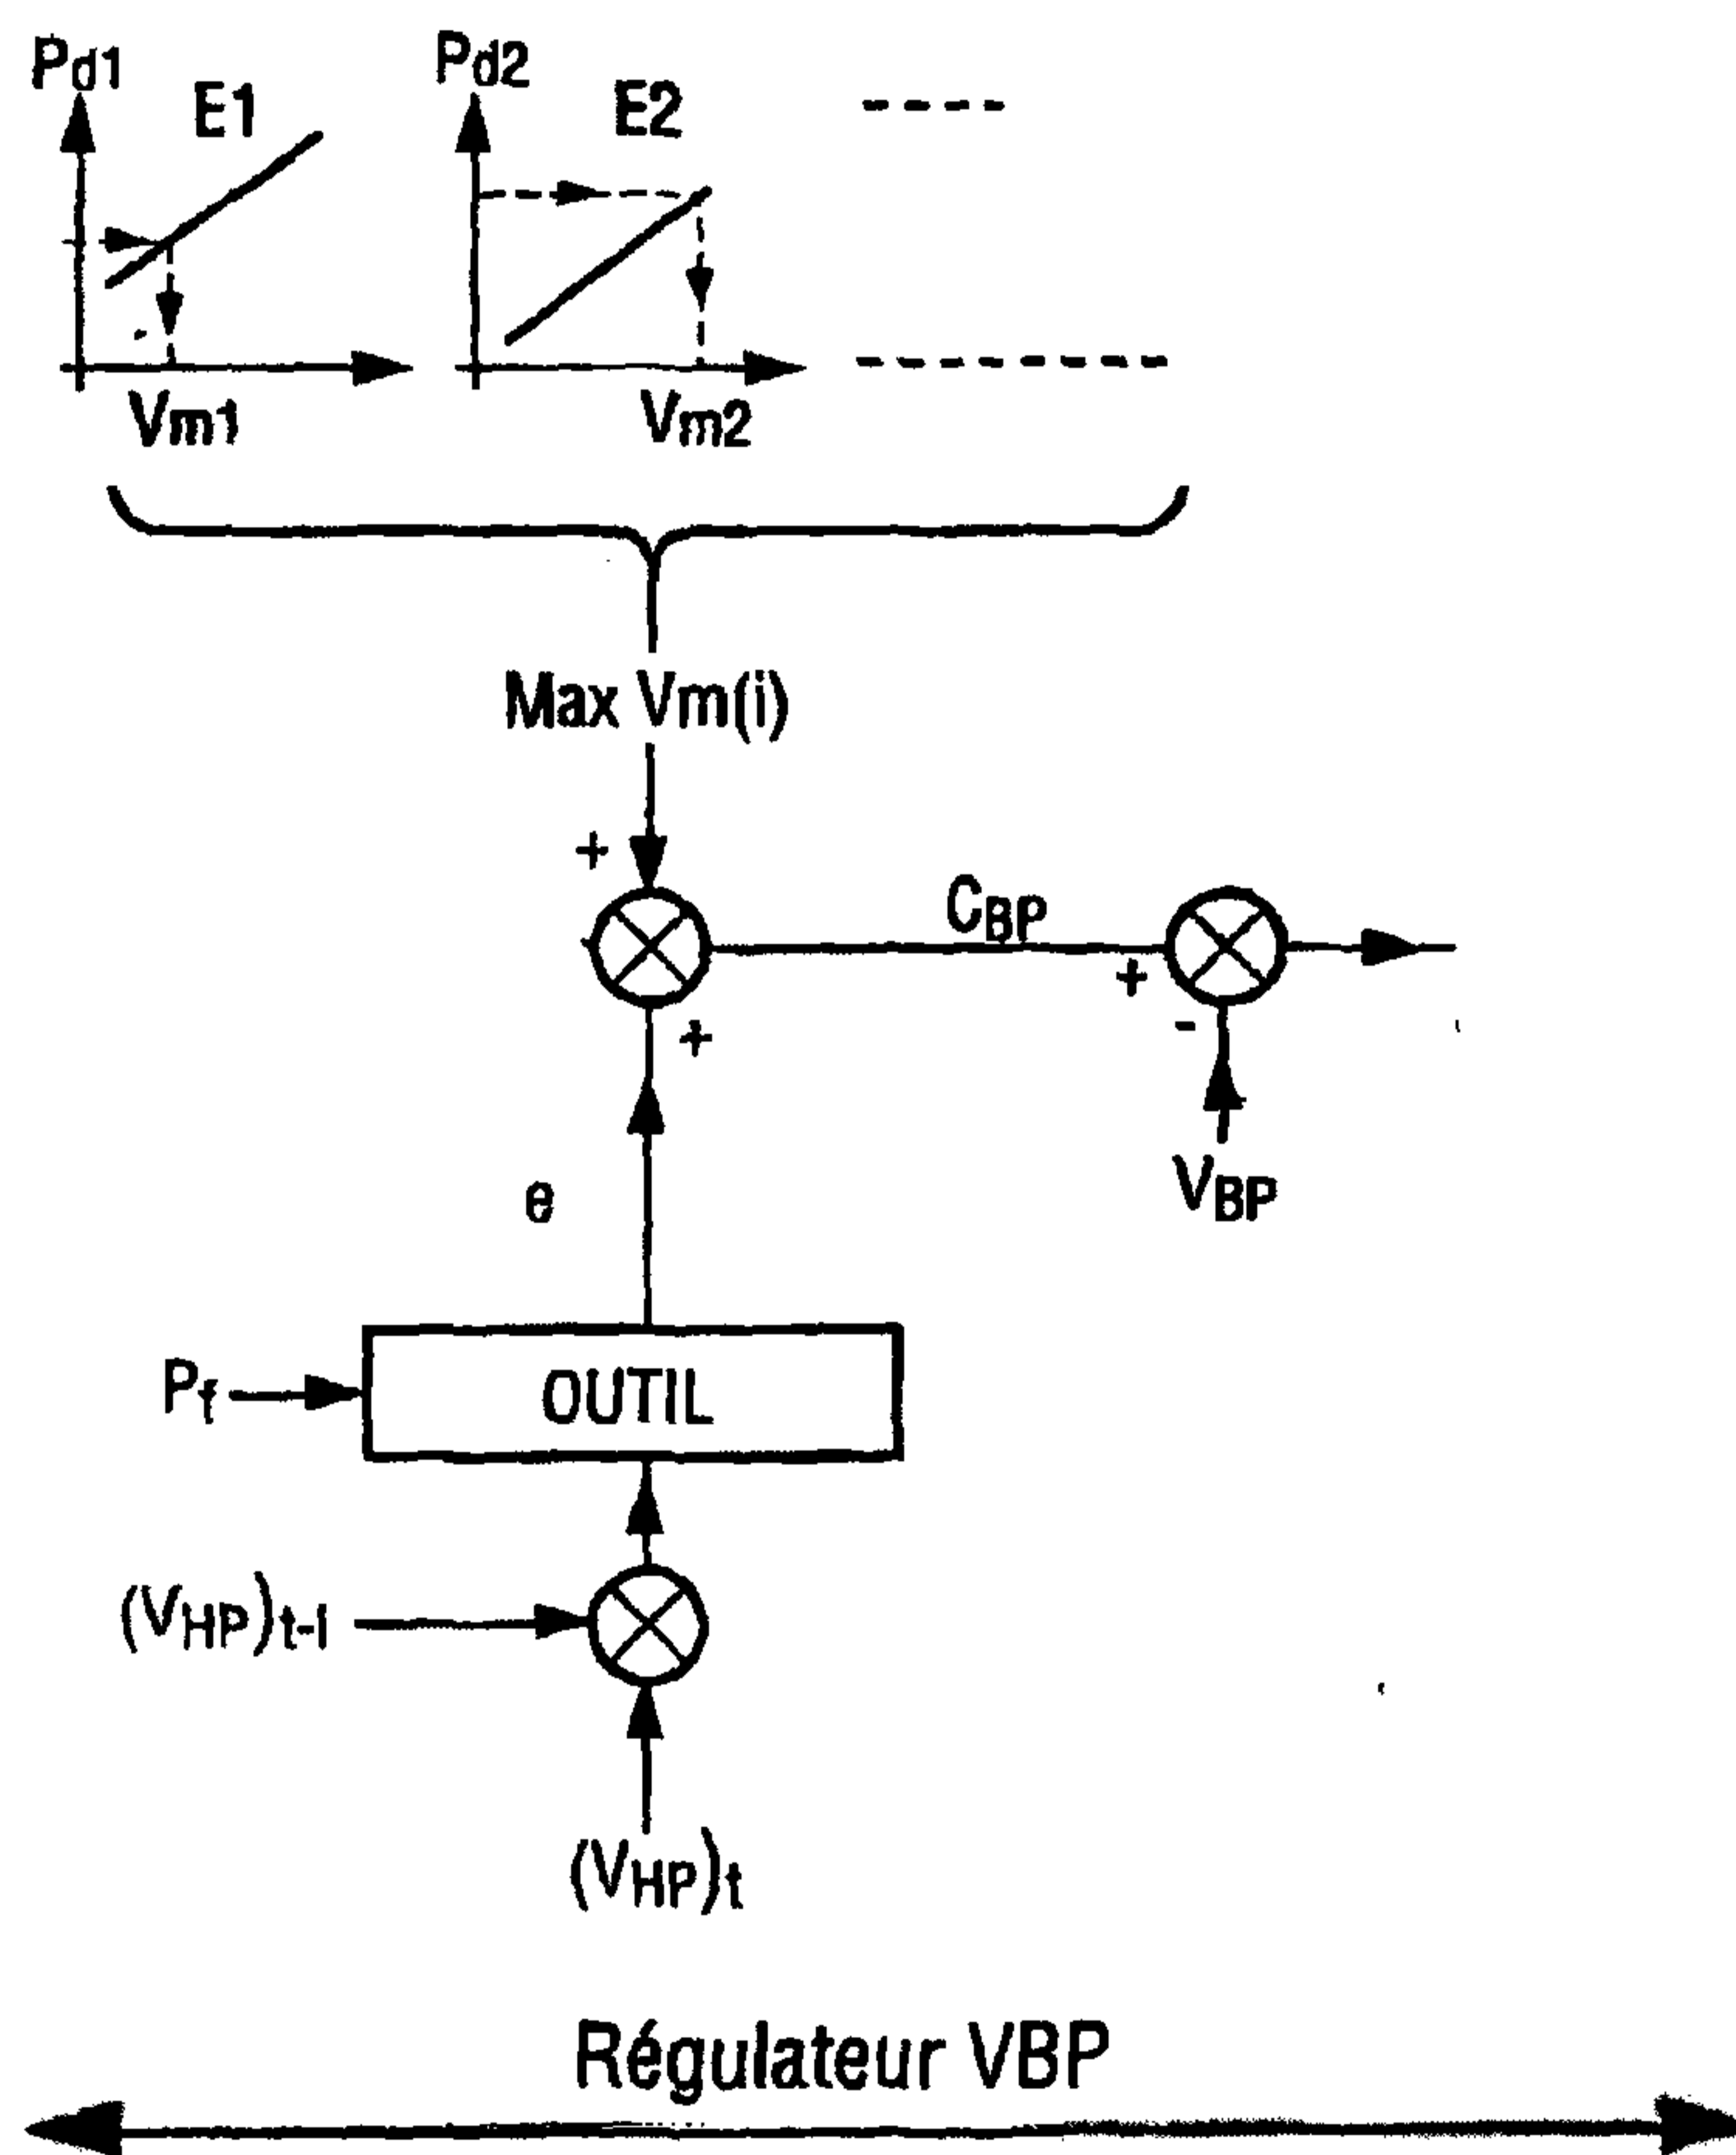 Pd1
E1
Pd2
E2
Vm1
Vm2
Max Vm(i)
+
CBP
+
+
-
VBP
e
Pf
OUTIL
(VHP)t-1
(VHP)t
Régulateur VBP